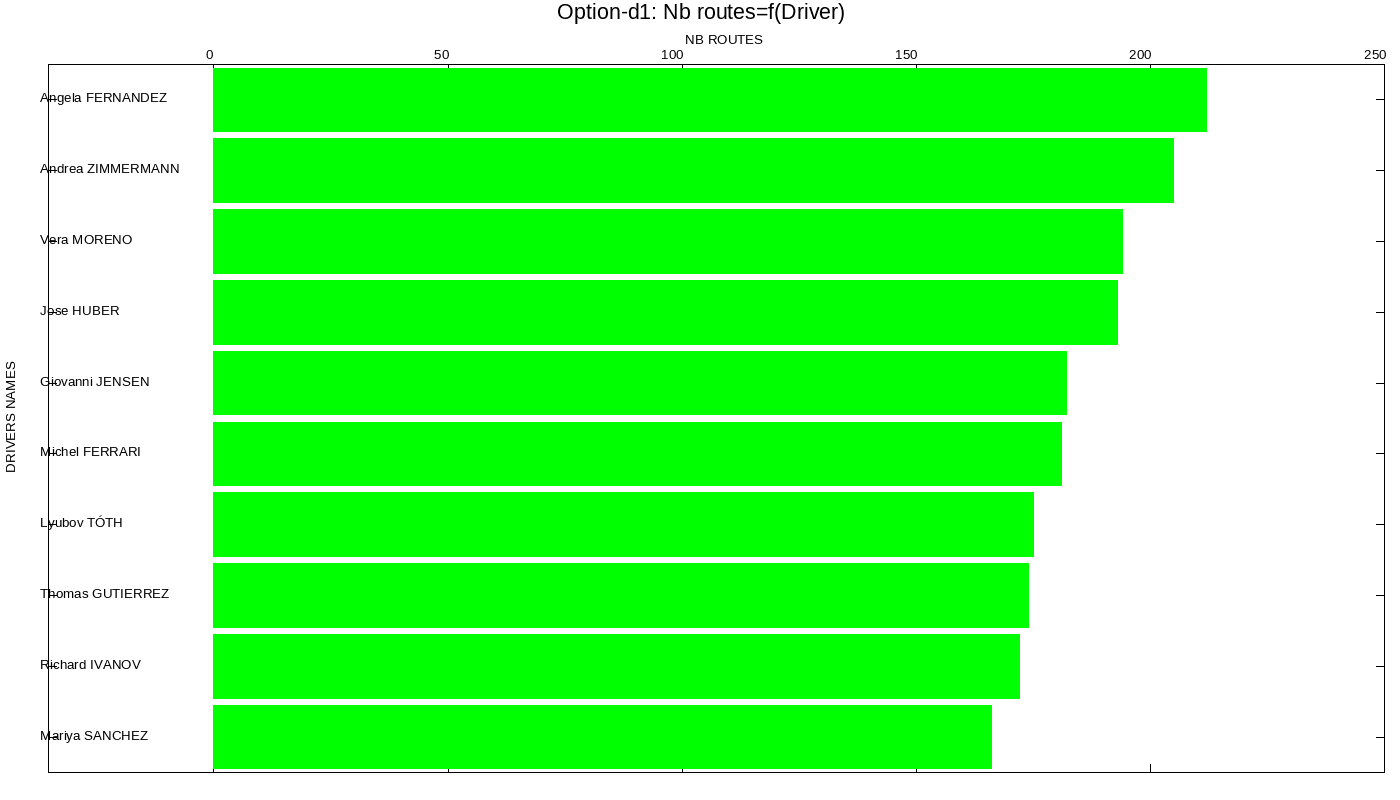 Option-d1: Nb routes=f(Driver)
NB ROUTES
0 50 100 150 200 250
Angela FERNANDEZ
Andrea ZIMMERMANN
Vera MORENO
Jose HUBER
Giovanni JENSEN
Michel FERRARI
Lyubov TÓTH
Thomas GUTIERREZ
Richard IVANOV
Mariya SANCHEZ
DRIVERS NAMES